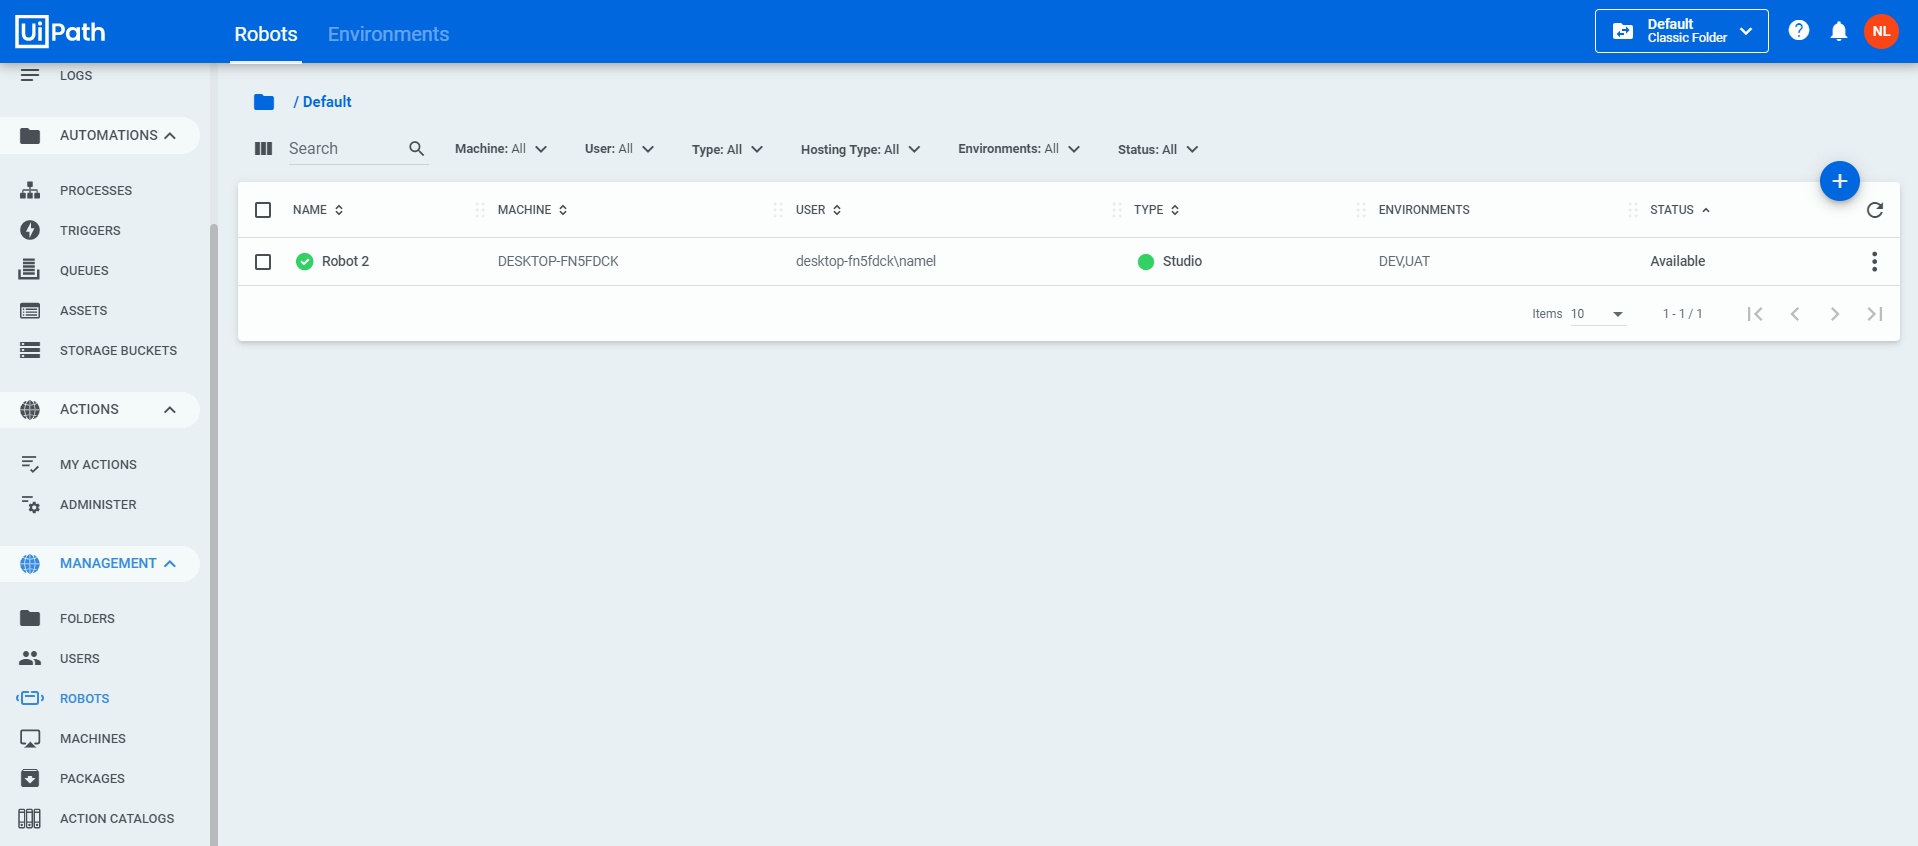 UiPath
Robots
Environments
Default
Classic Folder
NL
LOGS
AUTOMATIONS
PROCESSES
TRIGGERS
QUEUES
ASSETS
STORAGE BUCKETS
ACTIONS
MY ACTIONS
ADMINISTER
MANAGEMENT
FOLDERS
USERS
ROBOTS
MACHINES
PACKAGES
ACTION CATALOGS
/ Default
Search
Machine: All
User: All
Type: All
Hosting Type: All
Environments: All
Status: All
NAME MACHINE USER TYPE ENVIRONMENTS STATUS
Robot 2 DESKTOP-FN5FDCK desktop-fn5fdck\namel Studio DEV,UAT Available
Items 10 1 - 1 / 1